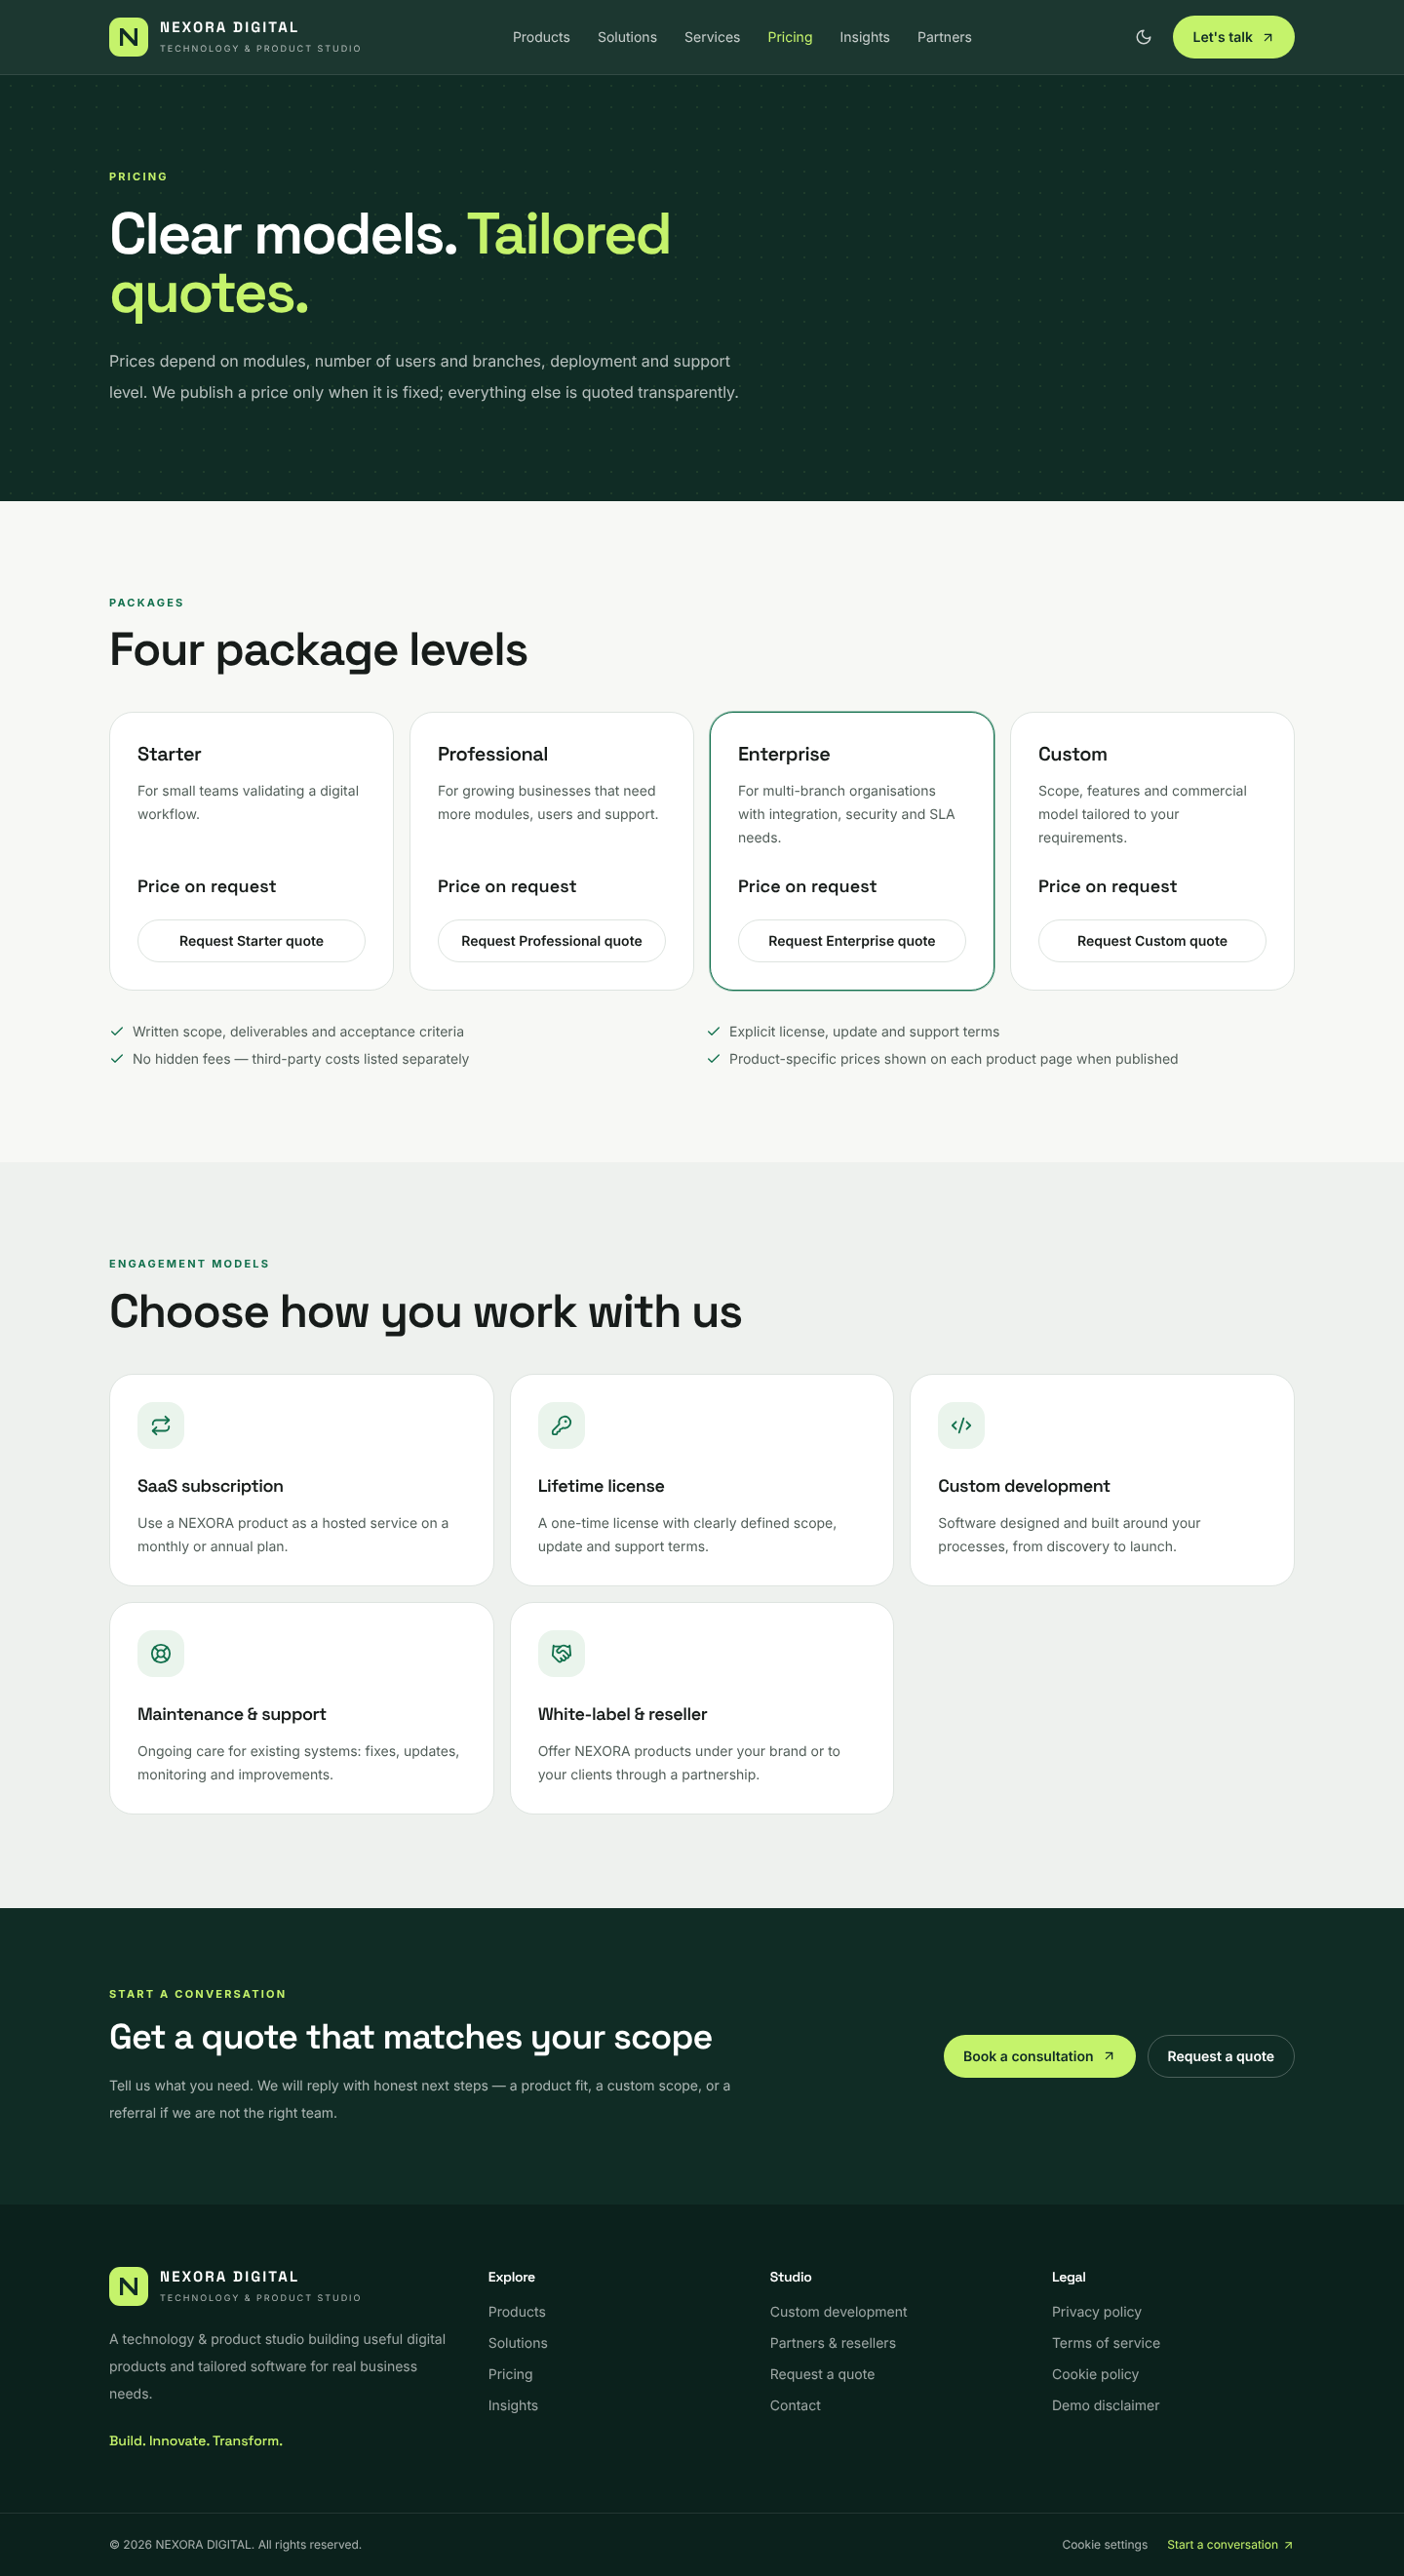 NEXORA DIGITAL
TECHNOLOGY & PRODUCT STUDIO
Products
Solutions
Services
Pricing
Insights
Partners
Let's talk
PRICING
Clear models. Tailored
quotes.
Prices depend on modules, number of users and branches, deployment and support
level. We publish a price only when it is fixed; everything else is quoted transparently.
PACKAGES
Four package levels
Starter
For small teams validating a digital
workflow.
Price on request
Request Starter quote
Professional
For growing businesses that need
more modules, users and support.
Price on request
Request Professional quote
Enterprise
For multi-branch organisations
with integration, security and SLA
needs.
Price on request
Request Enterprise quote
Custom
Scope, features and commercial
model tailored to your
requirements.
Price on request
Request Custom quote
Written scope, deliverables and acceptance criteria
Explicit license, update and support terms
No hidden fees — third-party costs listed separately
Product-specific prices shown on each product page when published
ENGAGEMENT MODELS
Choose how you work with us
SaaS subscription
Use a NEXORA product as a hosted service on a
monthly or annual plan.
Lifetime license
A one-time license with clearly defined scope,
update and support terms.
Custom development
Software designed and built around your
processes, from discovery to launch.
Maintenance & support
Ongoing care for existing systems: fixes, updates,
monitoring and improvements.
White-label & reseller
Offer NEXORA products under your brand or to
your clients through a partnership.
START A CONVERSATION
Get a quote that matches your scope
Tell us what you need. We will reply with honest next steps — a product fit, a custom scope, or a
referral if we are not the right team.
Book a consultation
Request a quote
N NEXORA DIGITAL
TECHNOLOGY & PRODUCT STUDIO
A technology & product studio building useful digital
products and tailored software for real business
needs.
Build. Innovate. Transform.
Explore
Products
Solutions
Pricing
Insights
Studio
Custom development
Partners & resellers
Request a quote
Contact
Legal
Privacy policy
Terms of service
Cookie policy
Demo disclaimer
© 2026 NEXORA DIGITAL. All rights reserved.
Cookie settings
Start a conversation